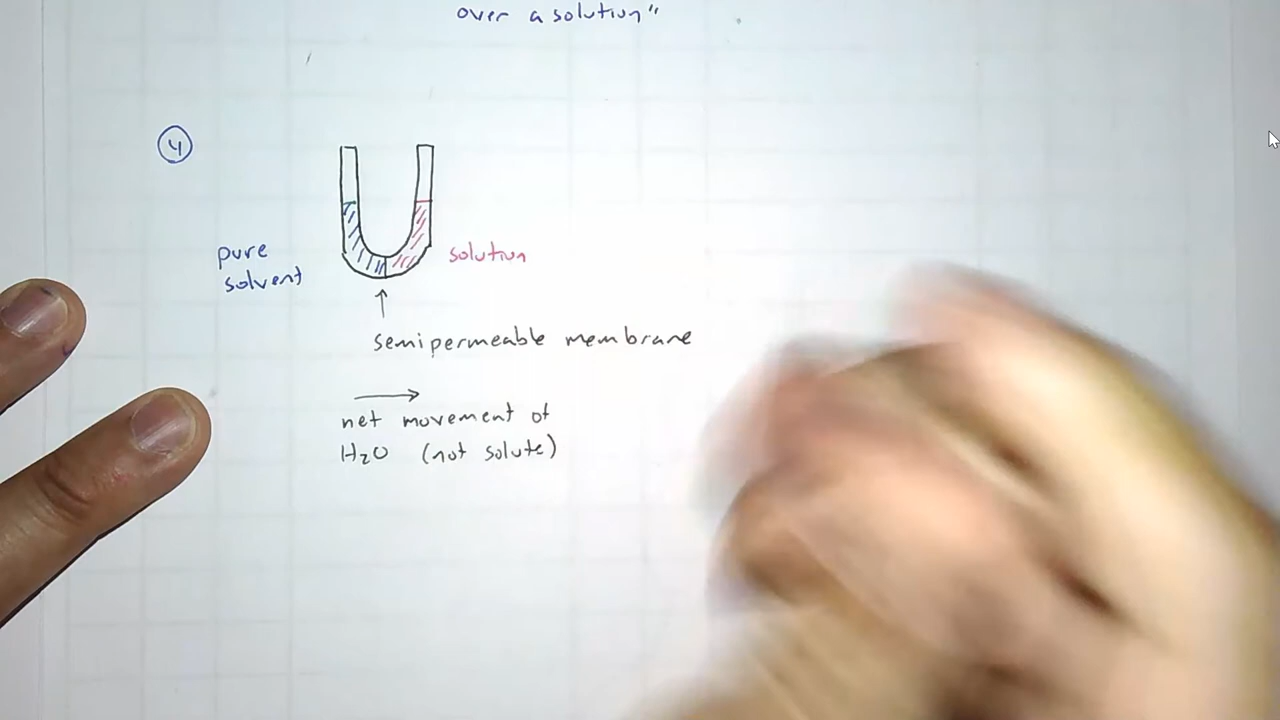 over a solution"
4
pure
solvent
solution
semipermeable membrane
net movement of
H₂O (not solute)